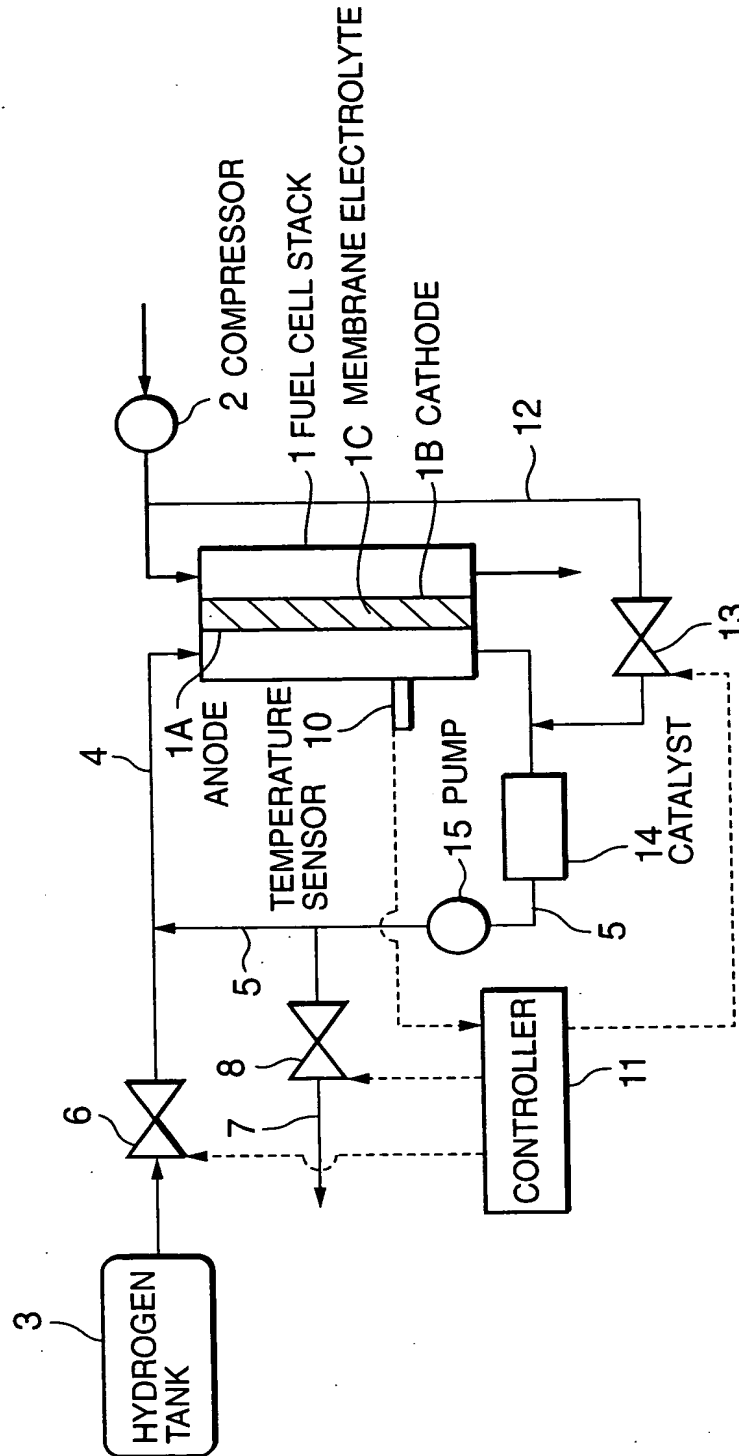 3
HYDROGEN
TANK
6
4
7
8
5
1A
ANODE
TEMPERATURE
SENSOR
10
2 COMPRESSOR
1 FUEL CELL STACK
1C MEMBRANE ELECTROLYTE
1B CATHODE
12
15 PUMP
14
CATALYST
5
13
CONTROLLER
11